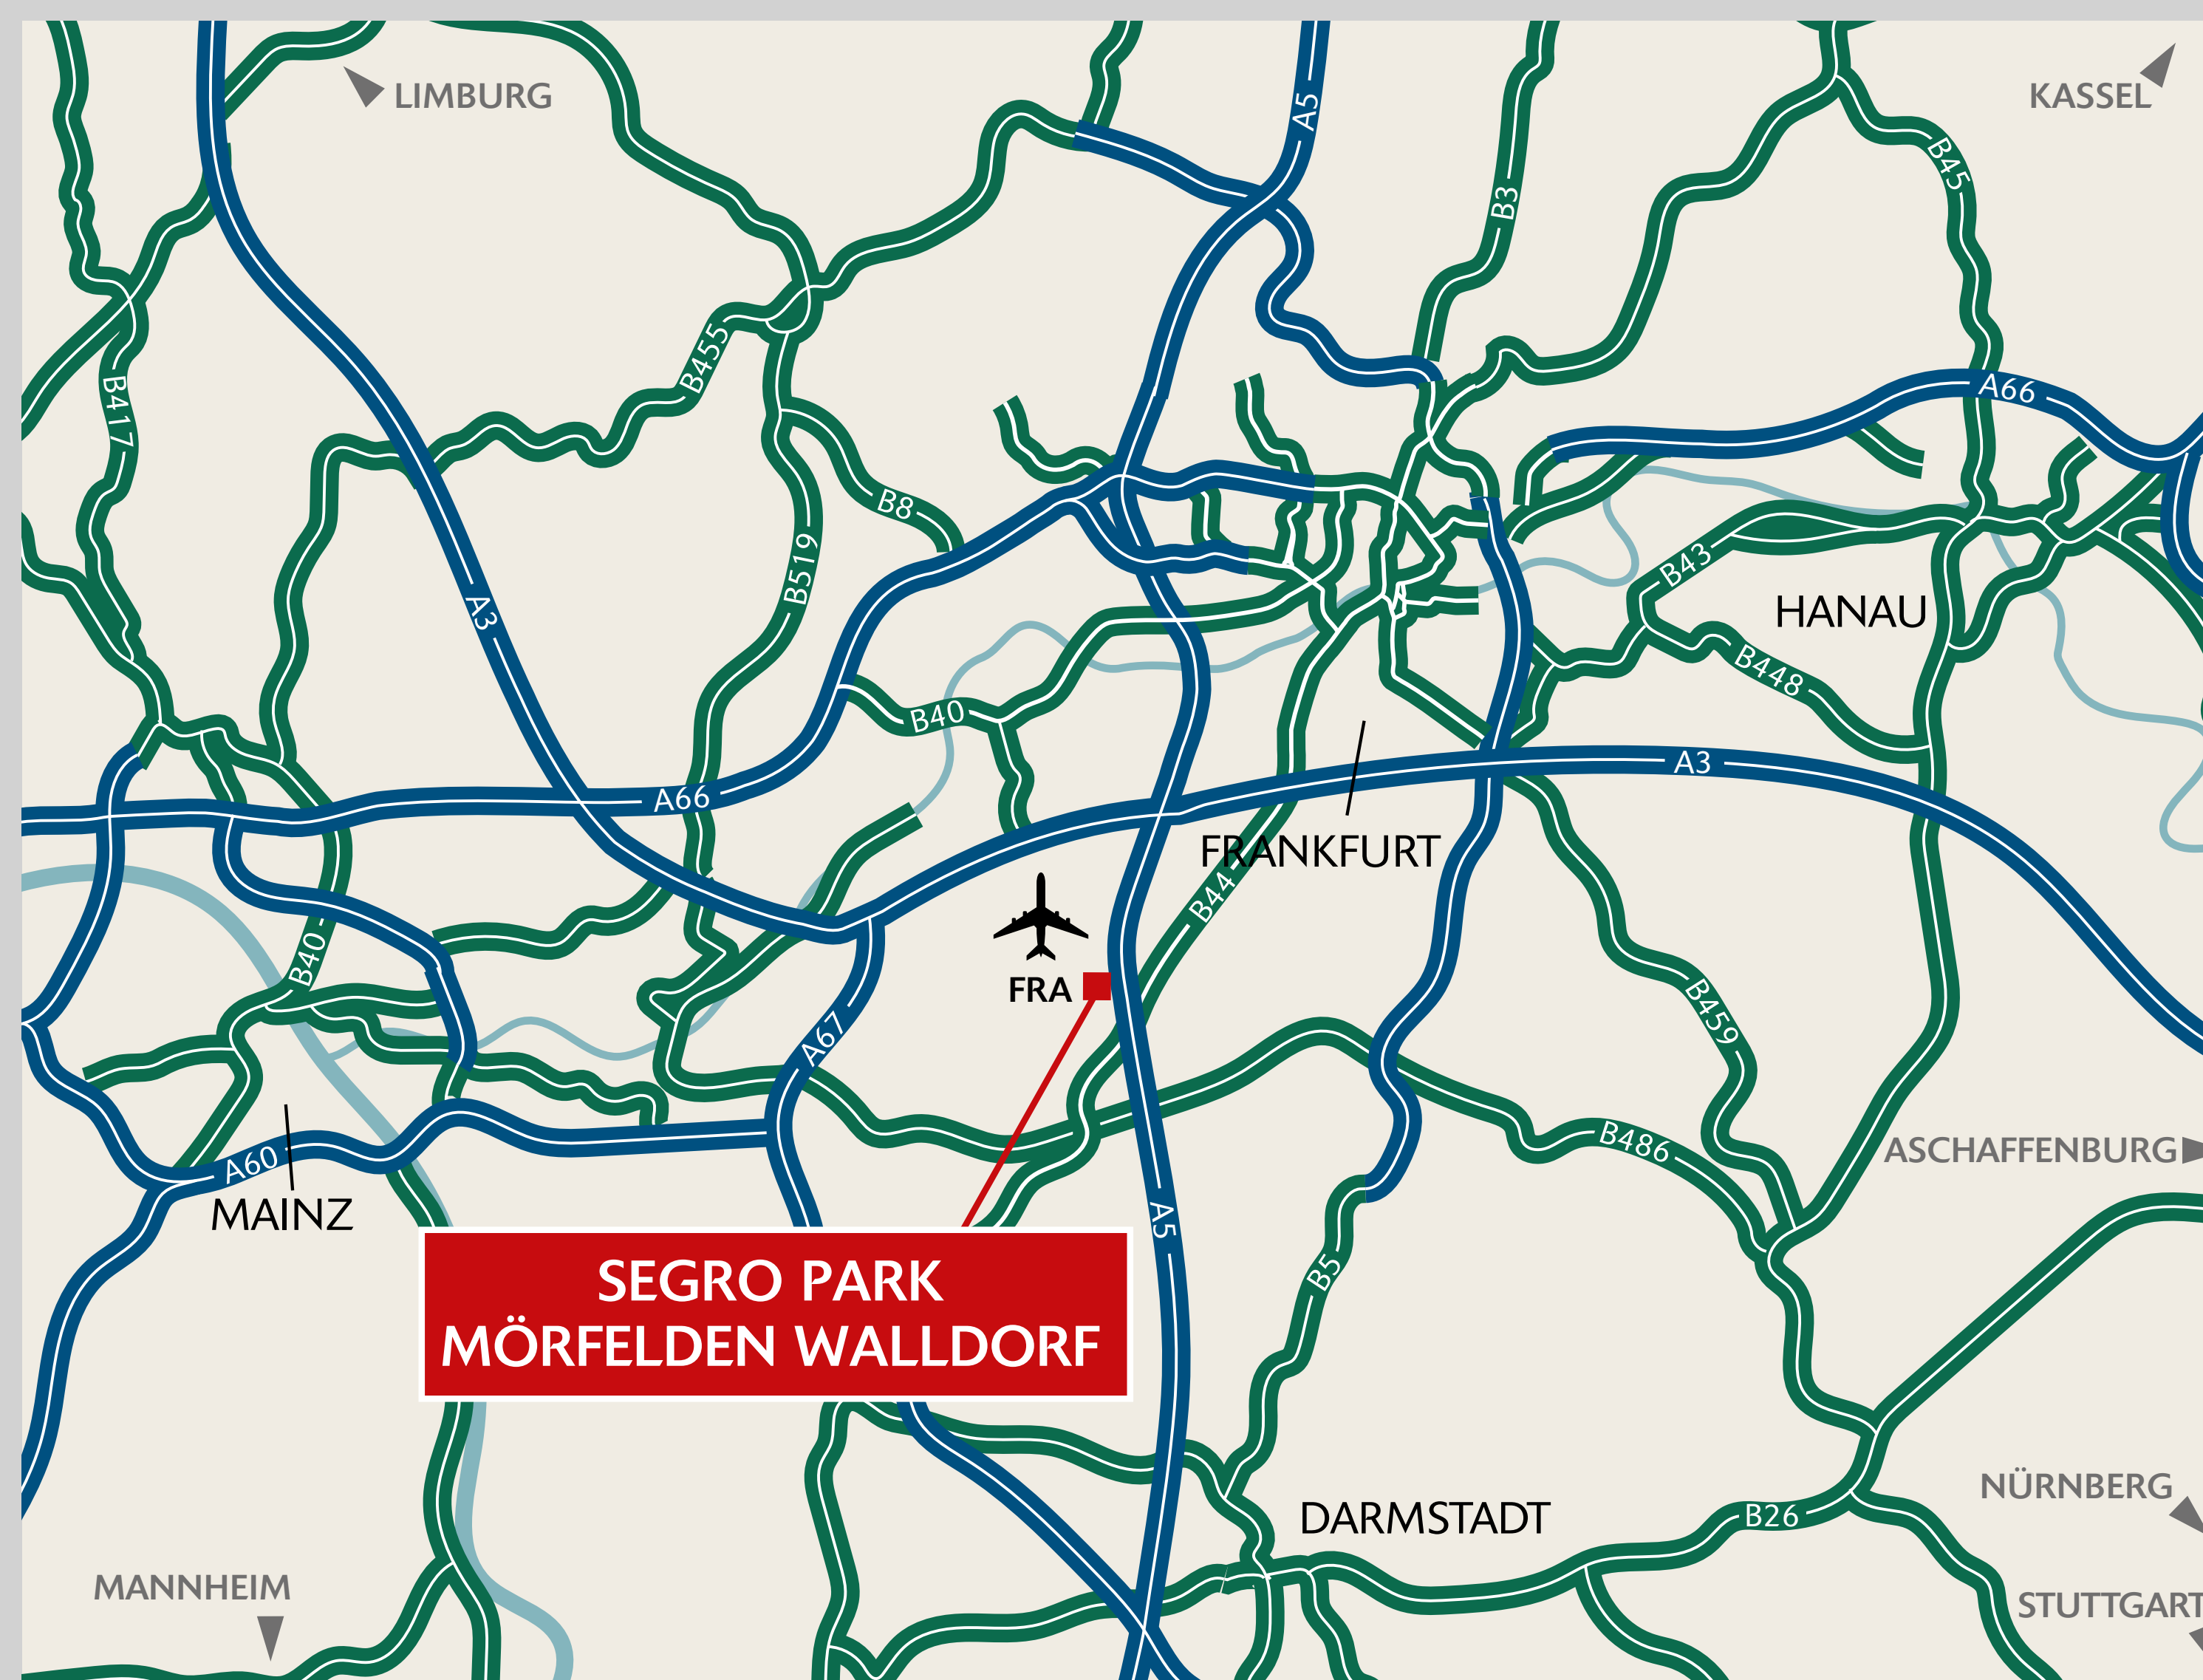 LIMBURG
A5
KASSEL
B3
B45
B455
B417
A66
B8
B519
A3
B43
HANAU
B448
B40
A66
A3
FRANKFURT
B44
FRA
B40
A67
B459
B486
ASCHAFFENBURG
A60
MAINZ
A5
B5
SEGRO PARK
MÖRFELDEN WALLDORF
DARMSTADT
B26
NÜRNBERG
MANNHEIM
STUTTGART